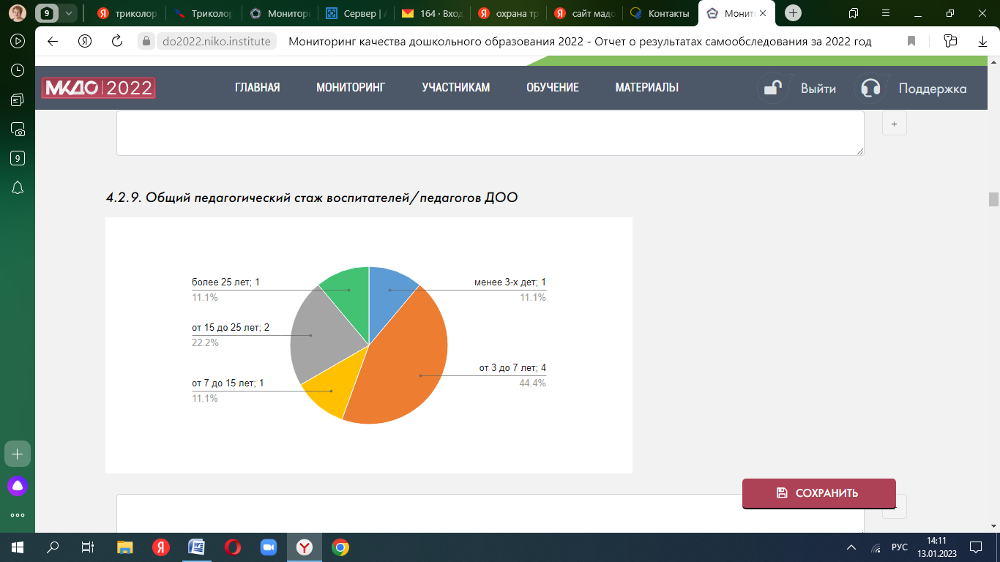 9
триколор
Триколор
Монитори
Сервер | А
164 · Вход
охрана тр
сайт мадо
Контакты
Монито
do2022.niko.institute
Мониторинг качества дошкольного образования 2022 - Отчет о результатах самообследования за 2022 год
МКДО 2022
ГЛАВНАЯ
МОНИТОРИНГ
УЧАСТНИКАМ
ОБУЧЕНИЕ
МАТЕРИАЛЫ
Выйти
Поддержка
9
4.2.9. Общий педагогический стаж воспитателей/педагогов ДОО
более 25 лет; 1
11.1%
менее 3-х дет; 1
11.1%
от 15 до 25 лет; 2
22.2%
от 3 до 7 лет; 4
44.4%
от 7 до 15 лет; 1
11.1%
СОХРАНИТЬ
РУС
14:11
13.01.2023